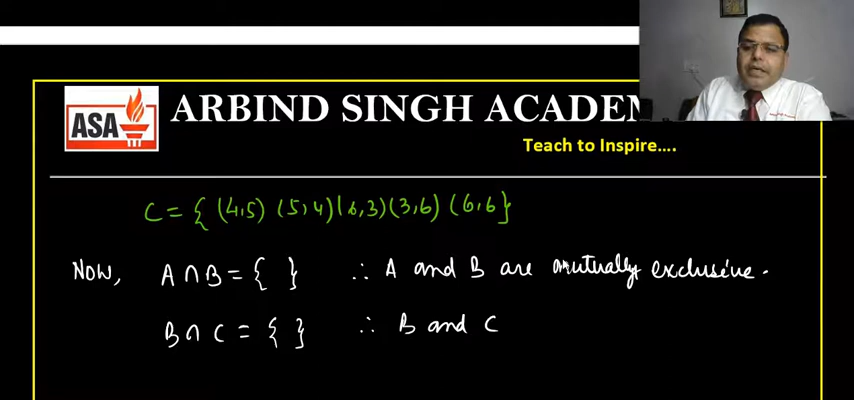 ASA
ARBIND SINGH ACADEM
Teach to Inspire....
C = { (4,5) (5,4) (6,3) (3,6) (6,6}
Now, A ∩ B = { } ∴ A and B are mutually exclusive.
B ∩ C = { } ∴ B and C